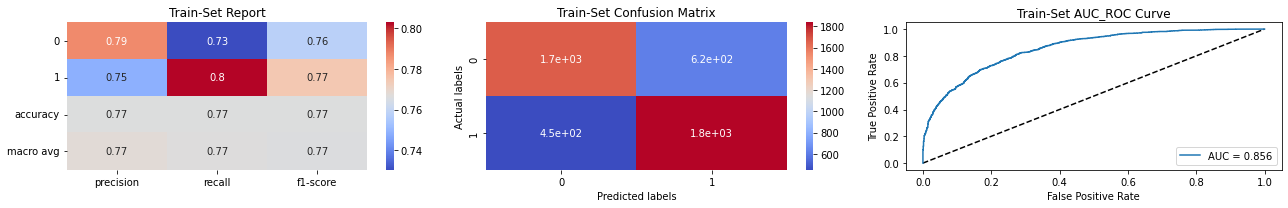 Train-Set Report
0 0.79 0.73 0.76
1 0.75 0.8 0.77
accuracy 0.77 0.77 0.77
macro avg 0.77 0.77 0.77
precision recall f1-score
0.80
0.78
0.76
0.74
Train-Set Confusion Matrix
Actual labels
0 1.7e+03 6.2e+02
1 4.5e+02 1.8e+03
0 1
Predicted labels
1800
1600
1400
1200
1000
800
600
Train-Set AUC_ROC Curve
True Positive Rate
1.0
0.8
0.6
0.4
0.2
0.0
AUC = 0.856
0.0 0.2 0.4 0.6 0.8 1.0
False Positive Rate